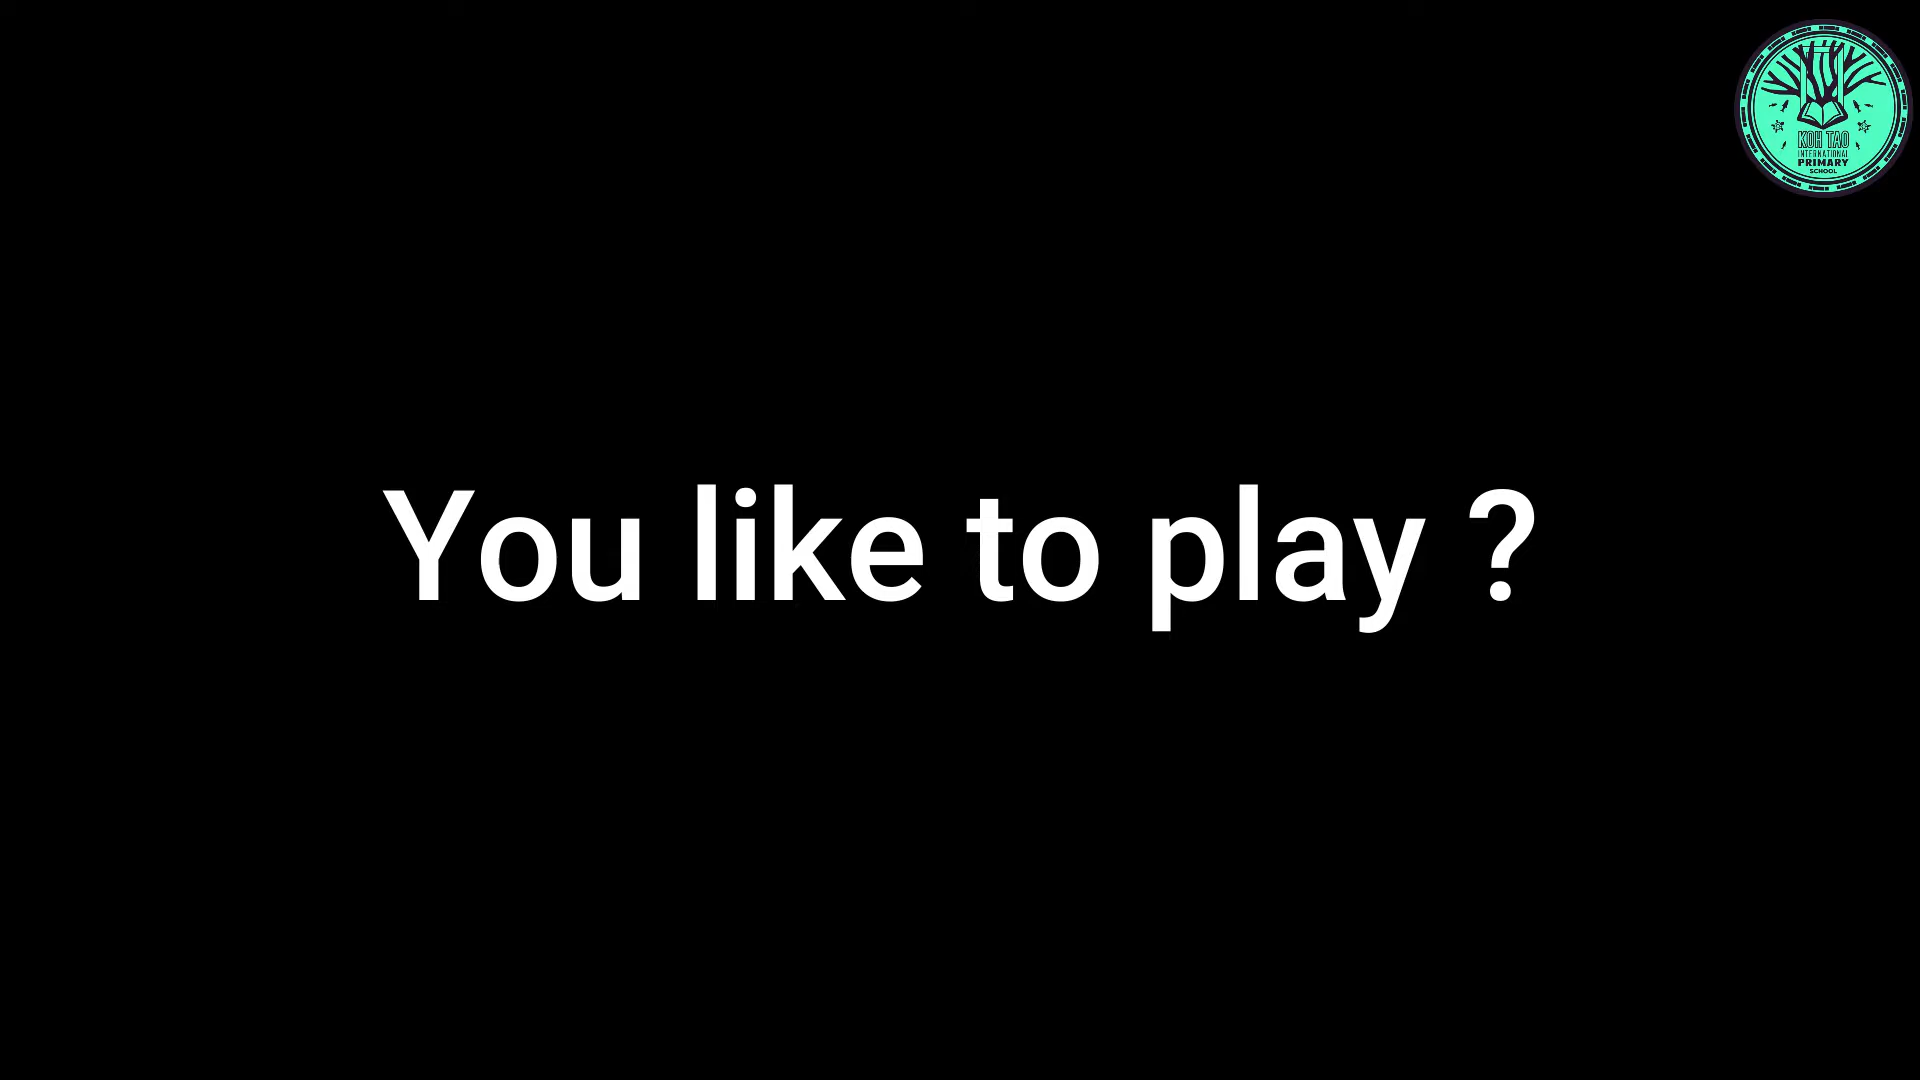 KOH TAO
INTERNATIONAL
PRIMARY
SCHOOL
You like to play ?